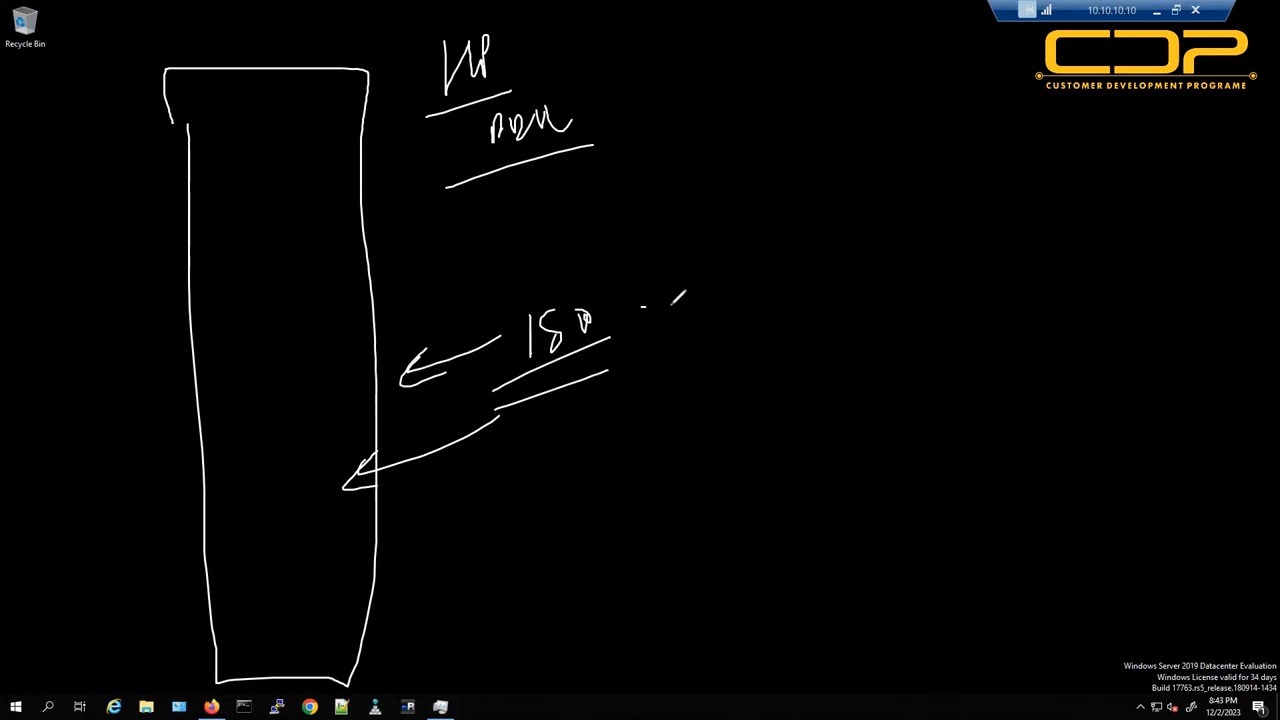 Recycle Bin
10.10.10.10
CDP
CUSTOMER DEVELOPMENT PROGRAME
HP
150
Windows Server 2019 Datacenter Evaluation
Windows License valid for 34 days
Build 17763.rs5_release.180914-1434
8:43 PM
12/2/2023